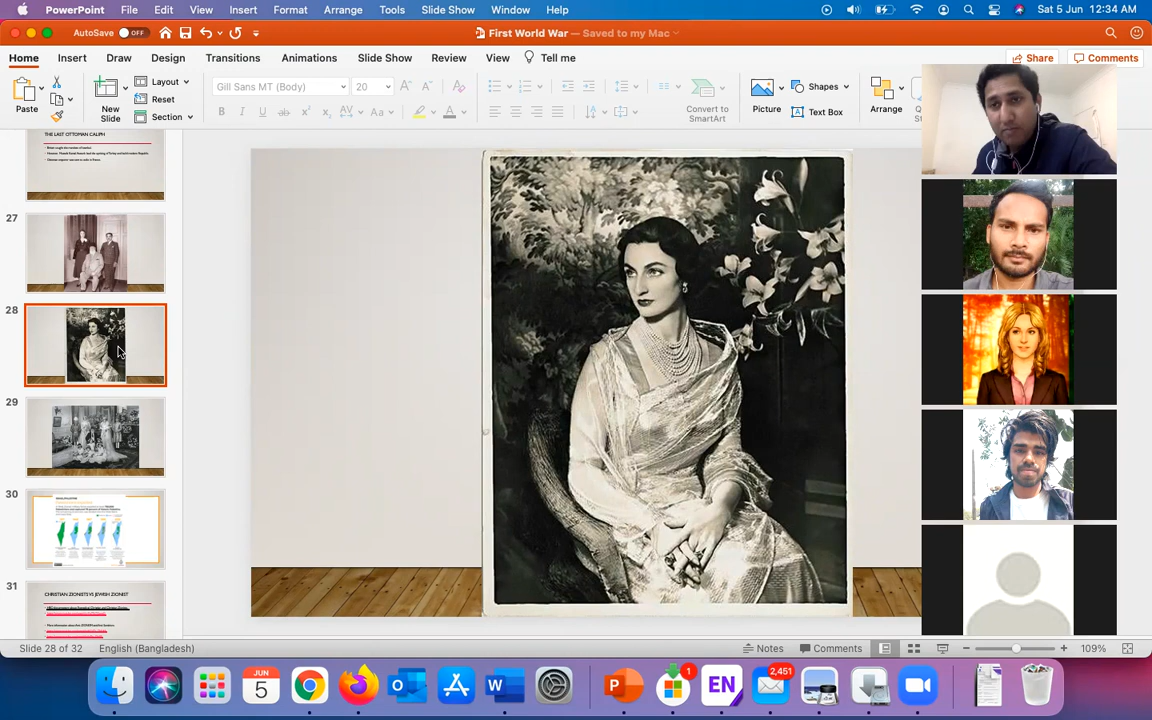 PowerPoint File Edit View Insert Format Arrange Tools Slide Show Window Help Sat 5 Jun 12:34 AM
AutoSave OFF First World War — Saved to my Mac
Home Insert Draw Design Transitions Animations Slide Show Review View Tell me Share Comments
Paste New Slide Layout Reset Section Gill Sans MT (Body) 20 Convert to SmartArt Picture Shapes Text Box Arrange
B I U ab X X AV Aa A
THE LAST OTTOMAN CALIPH
27
28
29
30
31
CHRISTIAN ZIONISTS VS JEWISH ZIONIST
Slide 28 of 32 English (Bangladesh) Notes Comments 109%
JUN 5 W P 1 EN 2,451